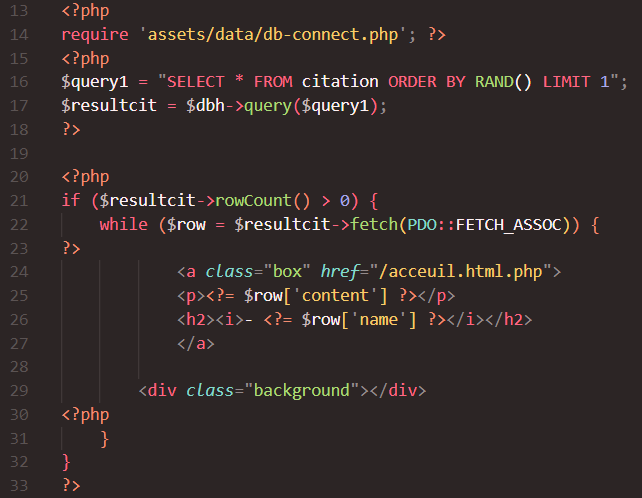 13 <?php
14 require 'assets/data/db-connect.php'; ?>
15 <?php
16 $query1 = "SELECT * FROM citation ORDER BY RAND() LIMIT 1";
17 $resultcit = $dbh->query($query1);
18 ?>
19
20 <?php
21 if ($resultcit->rowCount() > 0) {
22     while ($row = $resultcit->fetch(PDO::FETCH_ASSOC)) {
23 ?>
24             <a class="box" href="/acceuil.html.php">
25             <p><?= $row['content'] ?></p>
26             <h2><i>- <?= $row['name'] ?></i></h2>
27             </a>
28
29         <div class="background"></div>
30 <?php
31     }
32 }
33 ?>